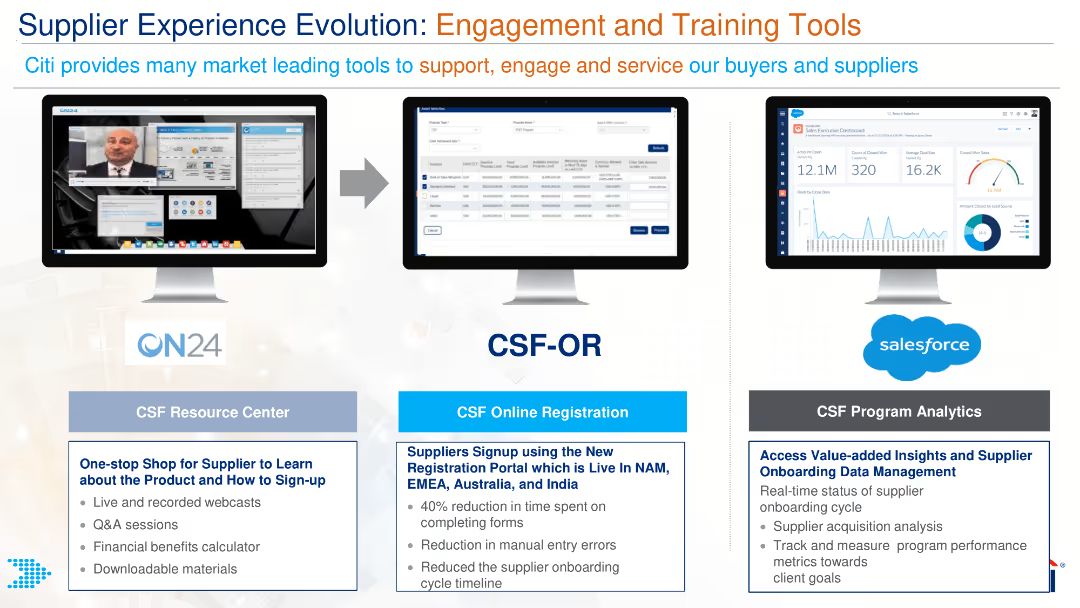 Supplier Experience Evolution: Engagement and Training Tools
Citi provides many market leading tools to support, engage and service our buyers and suppliers
ON24
Sales Executive Dashboard
12.1M
320
16.2K
ON24
CSF-OR
salesforce
CSF Resource Center
CSF Online Registration
CSF Program Analytics
One-stop Shop for Supplier to Learn
about the Product and How to Sign-up
Live and recorded webcasts
Q&A sessions
Financial benefits calculator
Downloadable materials
Suppliers Signup using the New
Registration Portal which is Live In NAM,
EMEA, Australia, and India
40% reduction in time spent on
completing forms
Reduction in manual entry errors
Reduced the supplier onboarding
cycle timeline
Access Value-added Insights and Supplier
Onboarding Data Management
Real-time status of supplier
onboarding cycle
Supplier acquisition analysis
Track and measure program performance
metrics towards
client goals